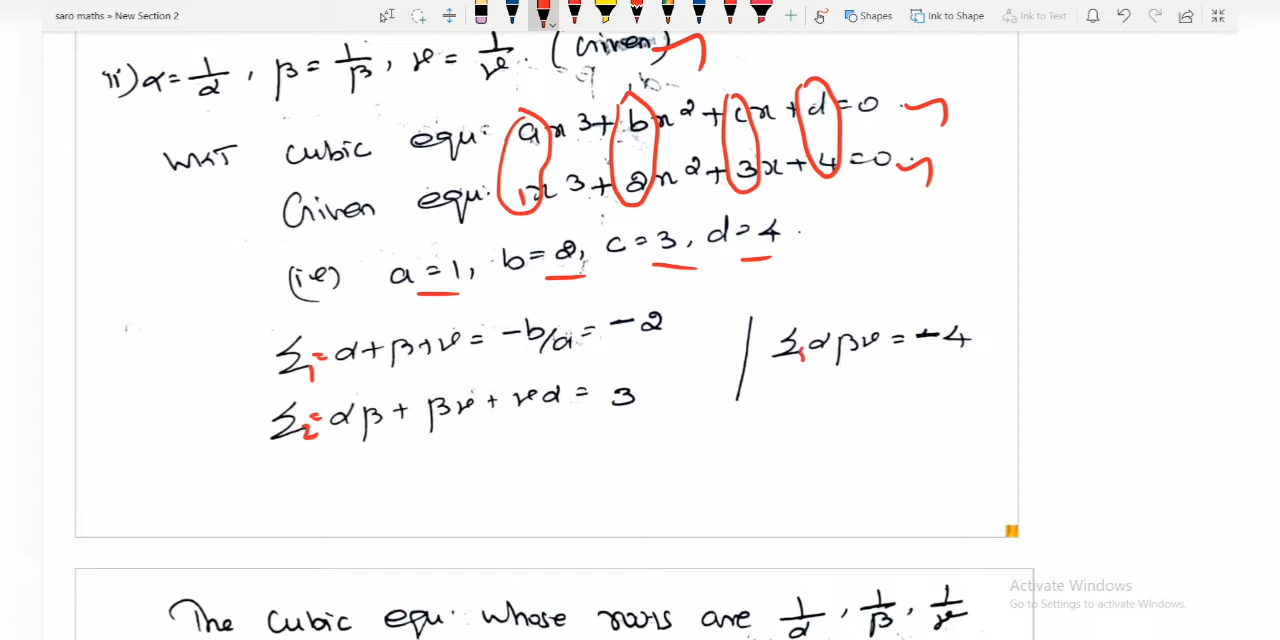 saro maths > New Section 2
Shapes Ink to Shape Ink to Text
ii) α = 1/α , β = 1/β , γ = 1/γ . (Given)
WKT cubic equ: ax³ + bx² + cx + d = 0
Given equ: 1x³ + 2x² + 3x + 4 = 0
(i.e) a = 1, b = 2, c = 3, d = 4 .
Σ1 = α + β + γ = -b/a = -2
Σ2 = αβ + βγ + γα = 3
Σ1 αβγ = -4
Activate Windows
Go to Settings to activate Windows.
The cubic equ. whose roots are 1/α , 1/β , 1/γ